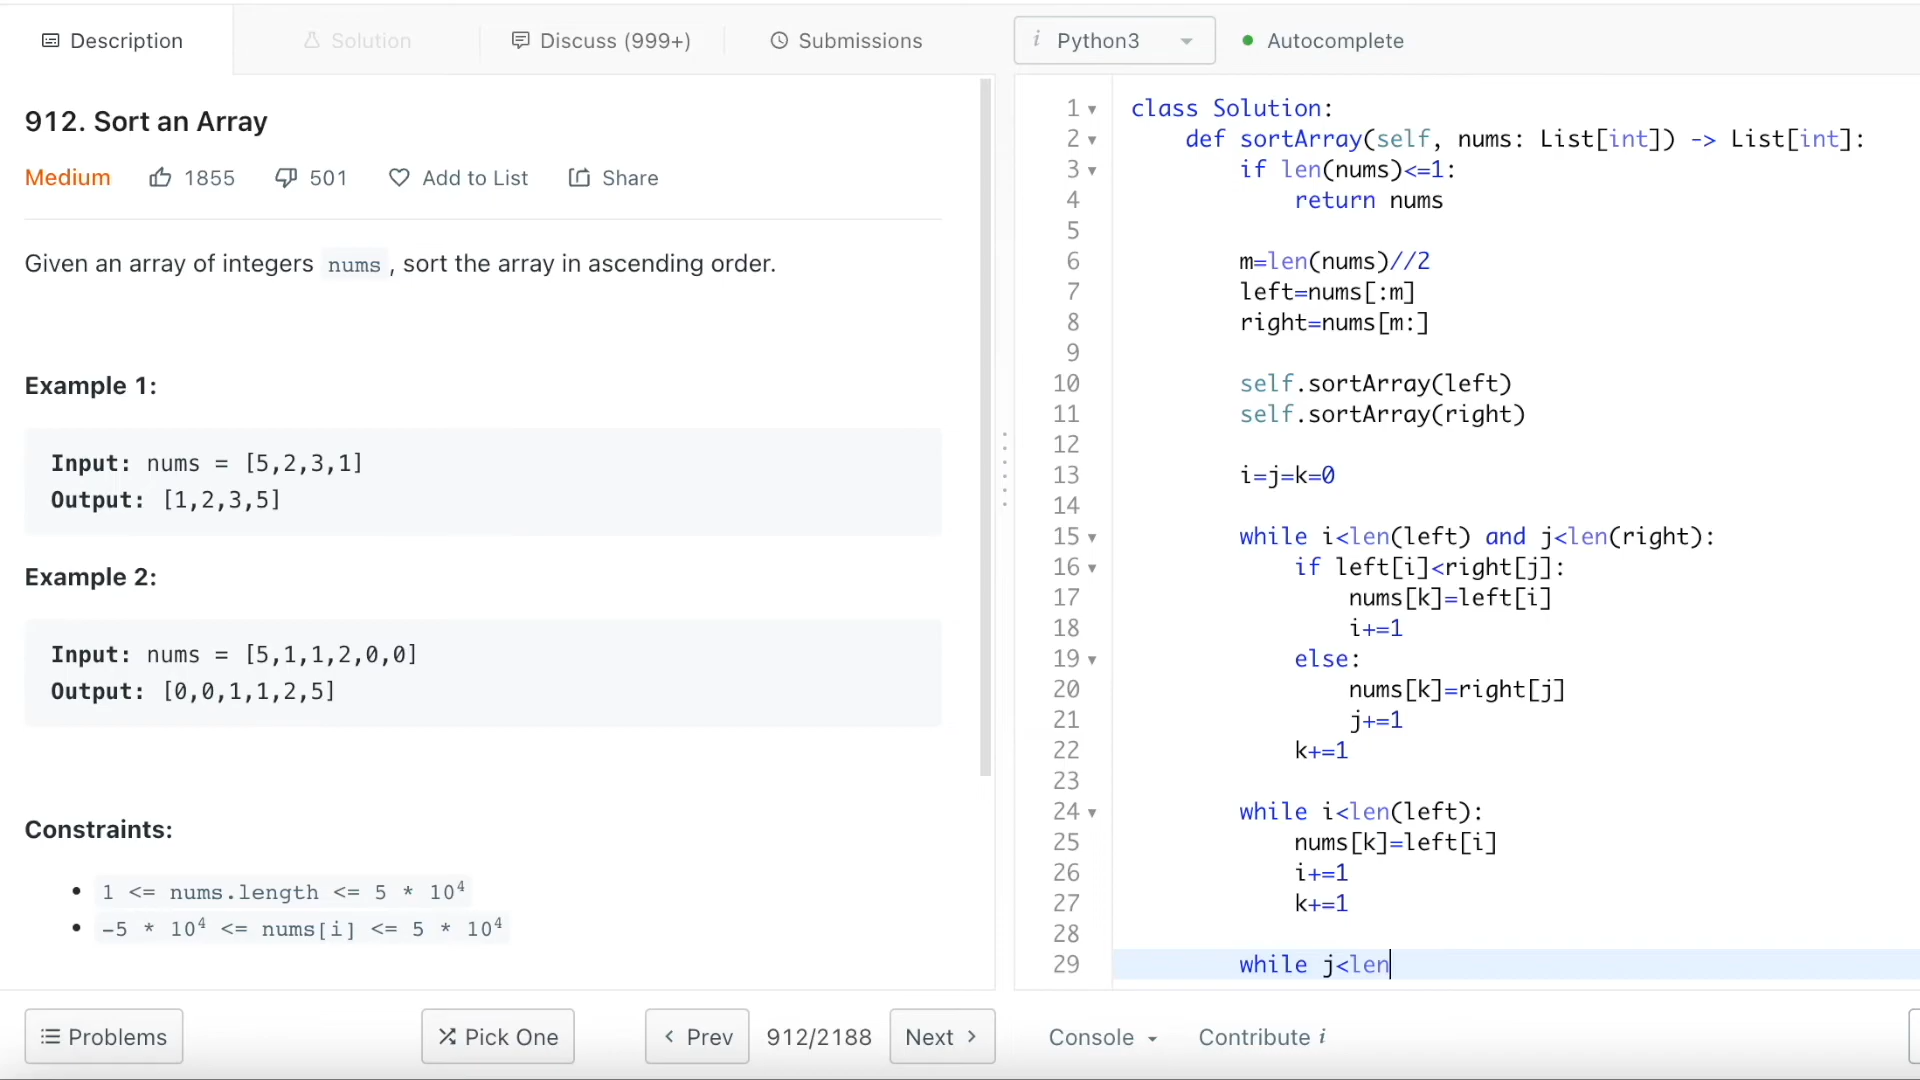 Description
Solution
Discuss (999+)
Submissions
i Python3
Autocomplete
912. Sort an Array
Medium 1855 501 Add to List Share
Given an array of integers nums , sort the array in ascending order.
Example 1:
Input: nums = [5,2,3,1]
Output: [1,2,3,5]
Example 2:
Input: nums = [5,1,1,2,0,0]
Output: [0,0,1,1,2,5]
Constraints:
• 1 <= nums.length <= 5 * 10⁴
• -5 * 10⁴ <= nums[i] <= 5 * 10⁴
1 class Solution:
2     def sortArray(self, nums: List[int]) -> List[int]:
3         if len(nums)<=1:
4             return nums
5
6         m=len(nums)//2
7         left=nums[:m]
8         right=nums[m:]
9
10         self.sortArray(left)
11         self.sortArray(right)
12
13         i=j=k=0
14
15         while i<len(left) and j<len(right):
16             if left[i]<right[j]:
17                 nums[k]=left[i]
18                 i+=1
19             else:
20                 nums[k]=right[j]
21                 j+=1
22             k+=1
23
24         while i<len(left):
25             nums[k]=left[i]
26             i+=1
27             k+=1
28
29         while j<len
Problems
Pick One
Prev
912/2188
Next
Console
Contribute i